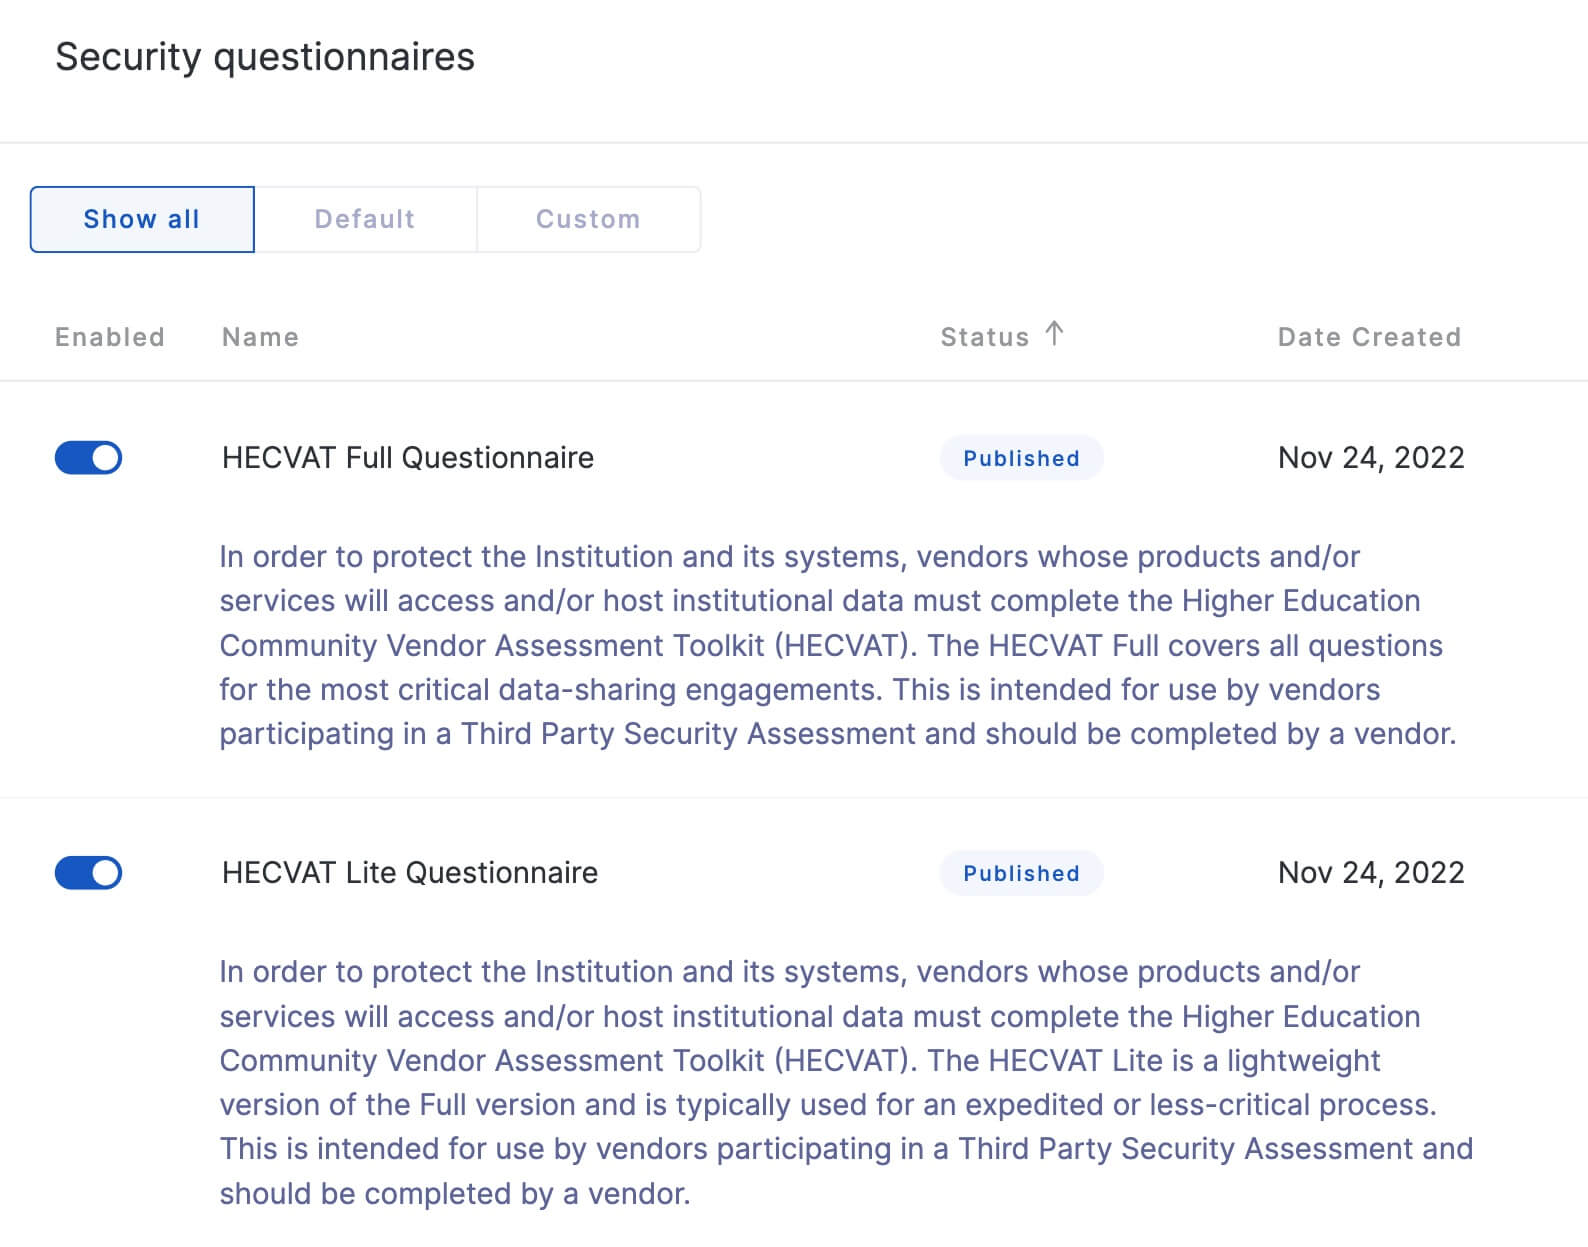 Security questionnaires
Show all Default Custom
Enabled Name Status ↑ Date Created
HECVAT Full Questionnaire Published Nov 24, 2022
In order to protect the Institution and its systems, vendors whose products and/or
services will access and/or host institutional data must complete the Higher Education
Community Vendor Assessment Toolkit (HECVAT). The HECVAT Full covers all questions
for the most critical data-sharing engagements. This is intended for use by vendors
participating in a Third Party Security Assessment and should be completed by a vendor.
HECVAT Lite Questionnaire Published Nov 24, 2022
In order to protect the Institution and its systems, vendors whose products and/or
services will access and/or host institutional data must complete the Higher Education
Community Vendor Assessment Toolkit (HECVAT). The HECVAT Lite is a lightweight
version of the Full version and is typically used for an expedited or less-critical process.
This is intended for use by vendors participating in a Third Party Security Assessment and
should be completed by a vendor.